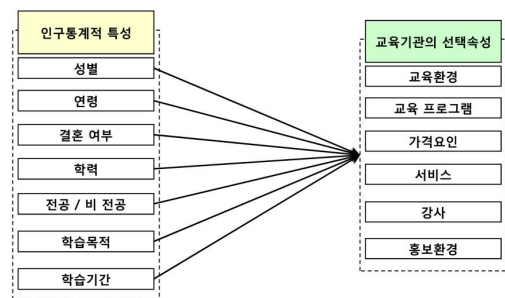 인구통계적 특성
성별
연령
결혼 여부
학력
전공 / 비 전공
학습목적
학습기간
교육기관의 선택속성
교육환경
교육 프로그램
가격요인
서비스
강사
홍보환경